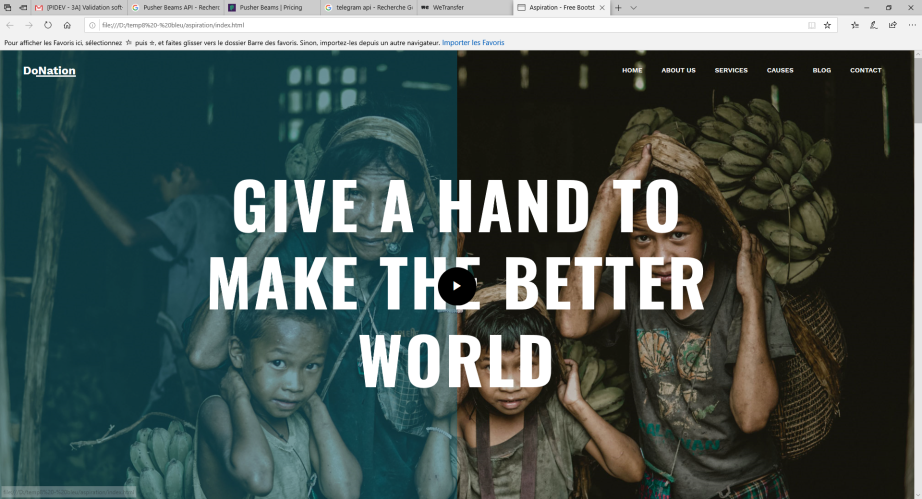 [PIDEV - 3A] Validation soft
Pusher Beams API - Recherc
Pusher Beams | Pricing
telegram api - Recherche G
WeTransfer
Aspiration - Free Bootst
file:///D:/temp8%20-%20bleu/aspiration/index.html
Pour afficher les Favoris ici, sélectionnez puis ☆, et faites glisser vers le dossier Barre des favoris. Sinon, importez-les depuis un autre navigateur. Importer les Favoris
DoNation
HOME
ABOUT US
SERVICES
CAUSES
BLOG
CONTACT
GIVE A HAND TO
MAKE THE BETTER
WORLD